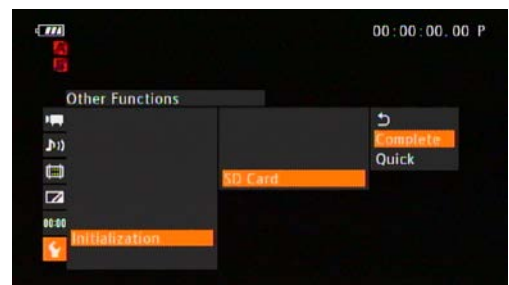 00:00:00.00 P
A
B
Other Functions
Complete
Quick
SD Card
00:00
Initialization